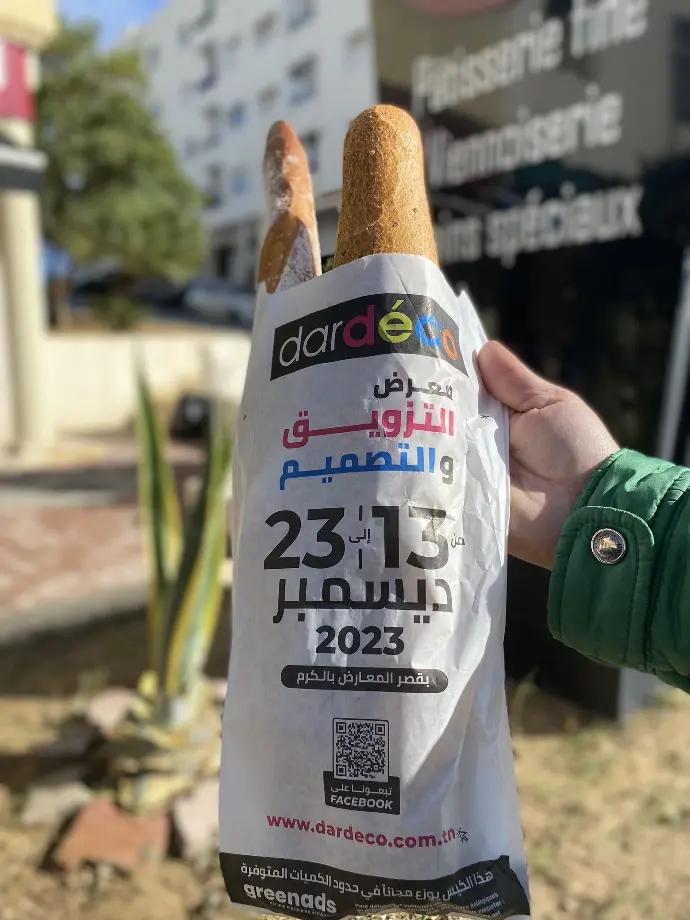 Pâtisserie fine
Viennoiserie
ins spéciaux
dardéco
معرض
التزويق
والتصميم
من 13 إلى 23
ديسمبر
2023
بقصر المعارض بالكرم
تبعونا على
FACEBOOK
www.dardeco.com.tn
هذا الكيس يوزع مجانا في حدود الكميات المتوفرة
greenads